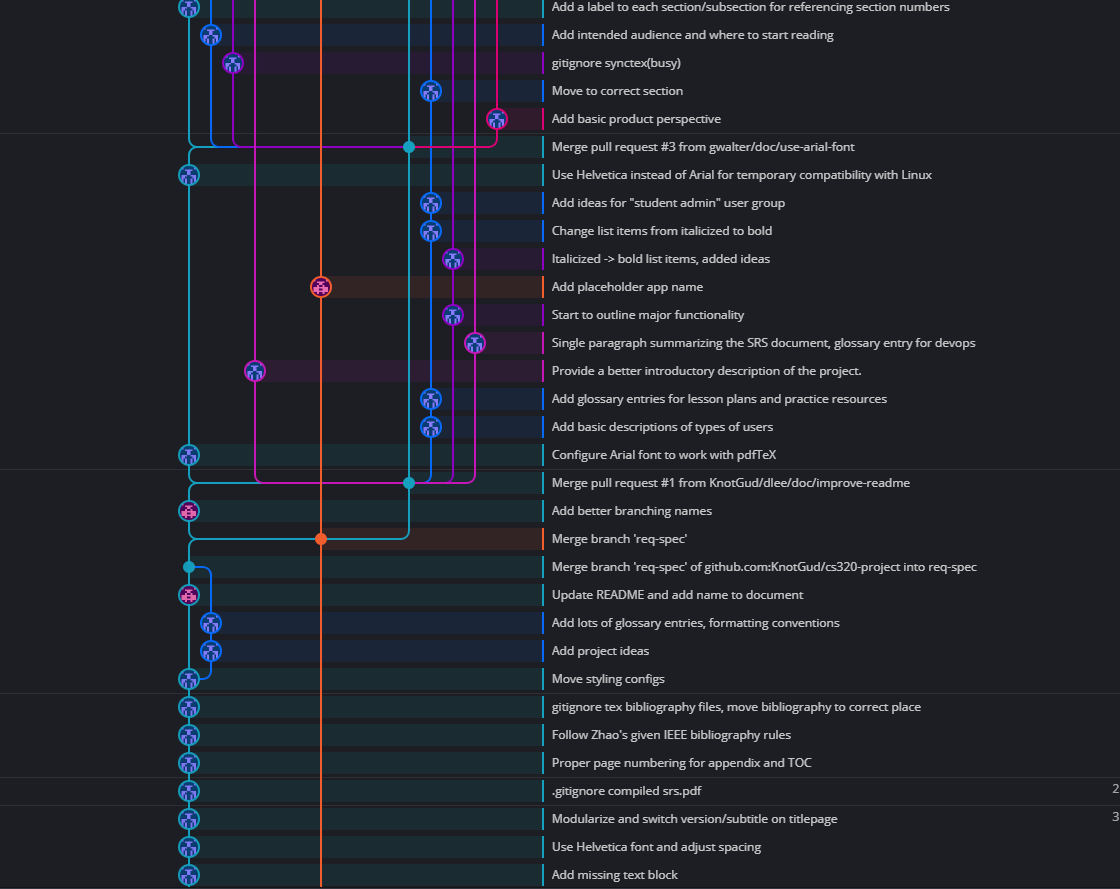 Add a label to each section/subsection for referencing section numbers
Add intended audience and where to start reading
gitignore synctex(busy)
Move to correct section
Add basic product perspective
Merge pull request #3 from gwalter/doc/use-arial-font
Use Helvetica instead of Arial for temporary compatibility with Linux
Add ideas for "student admin" user group
Change list items from italicized to bold
Italicized -> bold list items, added ideas
Add placeholder app name
Start to outline major functionality
Single paragraph summarizing the SRS document, glossary entry for devops
Provide a better introductory description of the project.
Add glossary entries for lesson plans and practice resources
Add basic descriptions of types of users
Configure Arial font to work with pdfTeX
Merge pull request #1 from KnotGud/dlee/doc/improve-readme
Add better branching names
Merge branch 'req-spec'
Merge branch 'req-spec' of github.com:KnotGud/cs320-project into req-spec
Update README and add name to document
Add lots of glossary entries, formatting conventions
Add project ideas
Move styling configs
gitignore tex bibliography files, move bibliography to correct place
Follow Zhao's given IEEE bibliography rules
Proper page numbering for appendix and TOC
.gitignore compiled srs.pdf 2
Modularize and switch version/subtitle on titlepage 3
Use Helvetica font and adjust spacing
Add missing text block